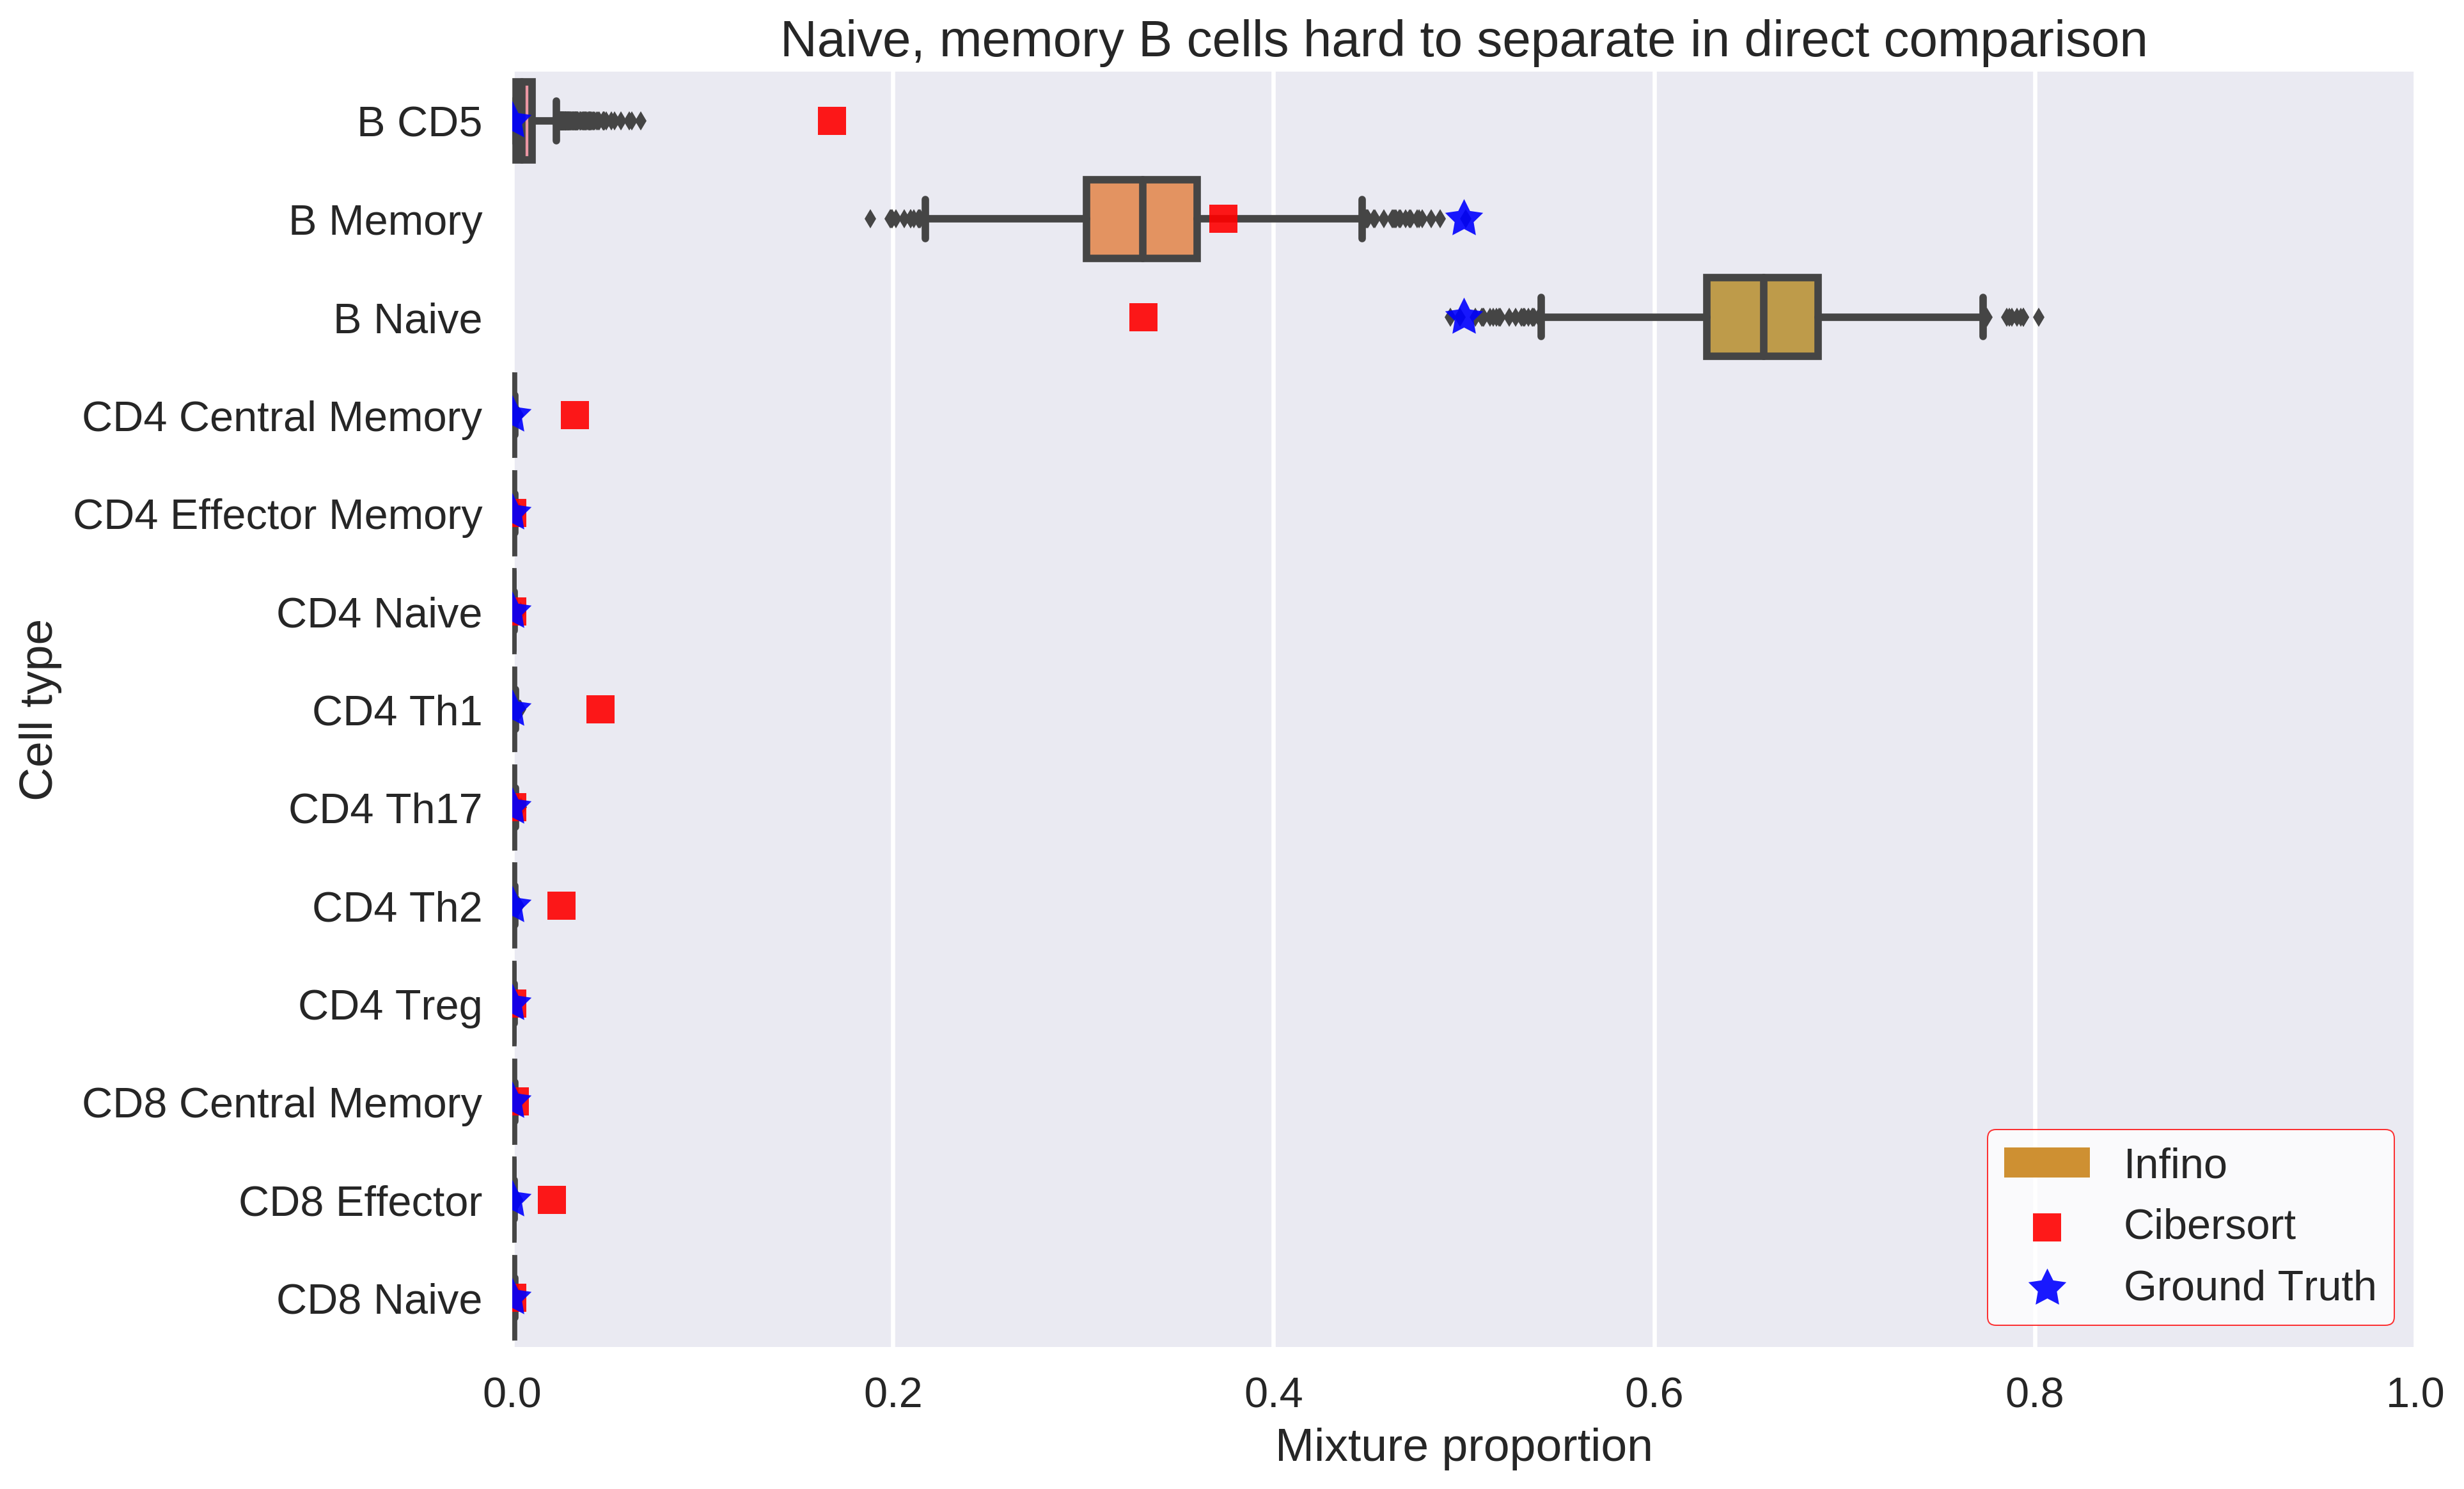 Naive, memory B cells hard to separate in direct comparison
B CD5
B Memory
B Naive
CD4 Central Memory
CD4 Effector Memory
CD4 Naive
CD4 Th1
CD4 Th17
CD4 Th2
CD4 Treg
CD8 Central Memory
CD8 Effector
CD8 Naive
Cell type
Infino
Cibersort
Ground Truth
0.0 0.2 0.4 0.6 0.8 1.0
Mixture proportion